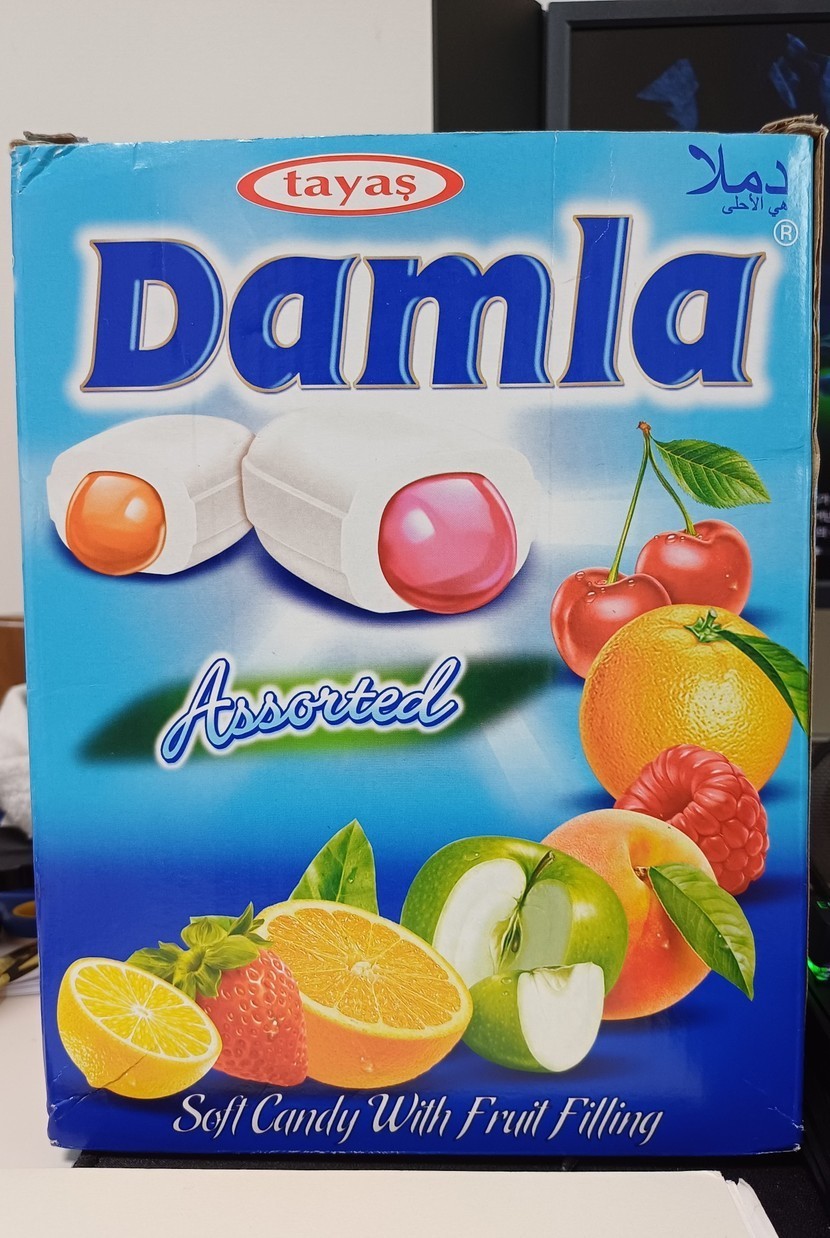 tayaş
دملا
هي الأحلى
Damla®
Assorted
Soft Candy With Fruit Filling